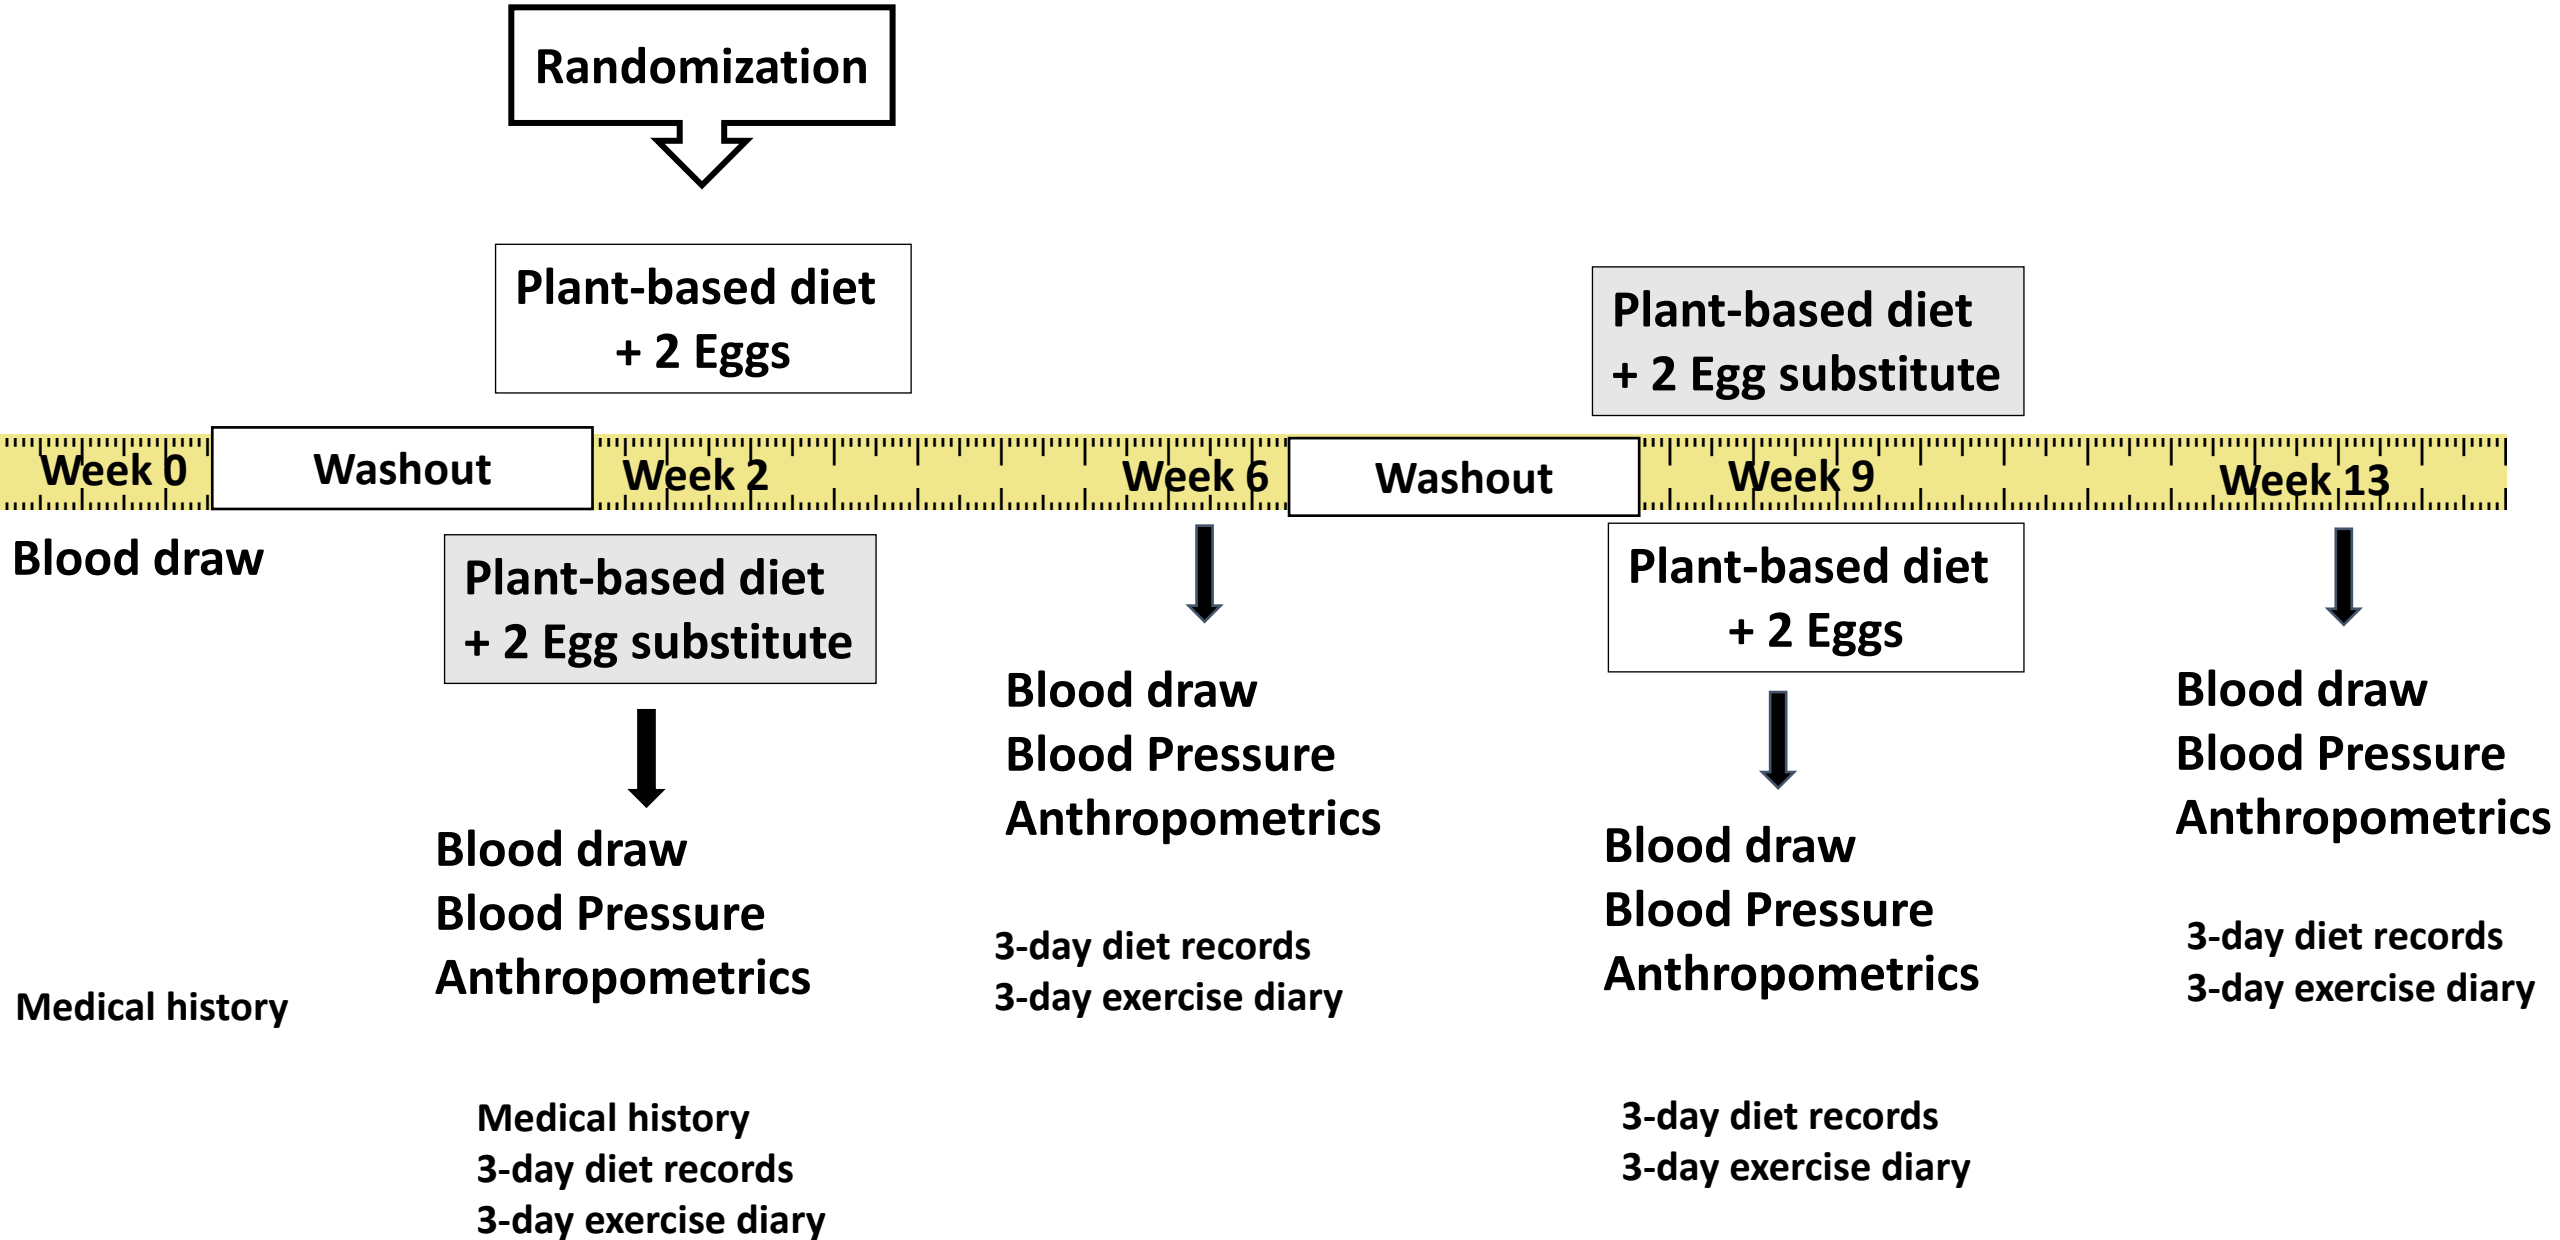 Randomization
Plant-based diet
+ 2 Eggs
Plant-based diet
+ 2 Egg substitute
Week 0
Washout
Week 2
Week 6
Washout
Week 9
Week 13
Blood draw
Medical history
Plant-based diet
+ 2 Egg substitute
Blood draw
Blood Pressure
Anthropometrics
Medical history
3-day diet records
3-day exercise diary
Blood draw
Blood Pressure
Anthropometrics
3-day diet records
3-day exercise diary
Plant-based diet
+ 2 Eggs
Blood draw
Blood Pressure
Anthropometrics
3-day diet records
3-day exercise diary
Blood draw
Blood Pressure
Anthropometrics
3-day diet records
3-day exercise diary